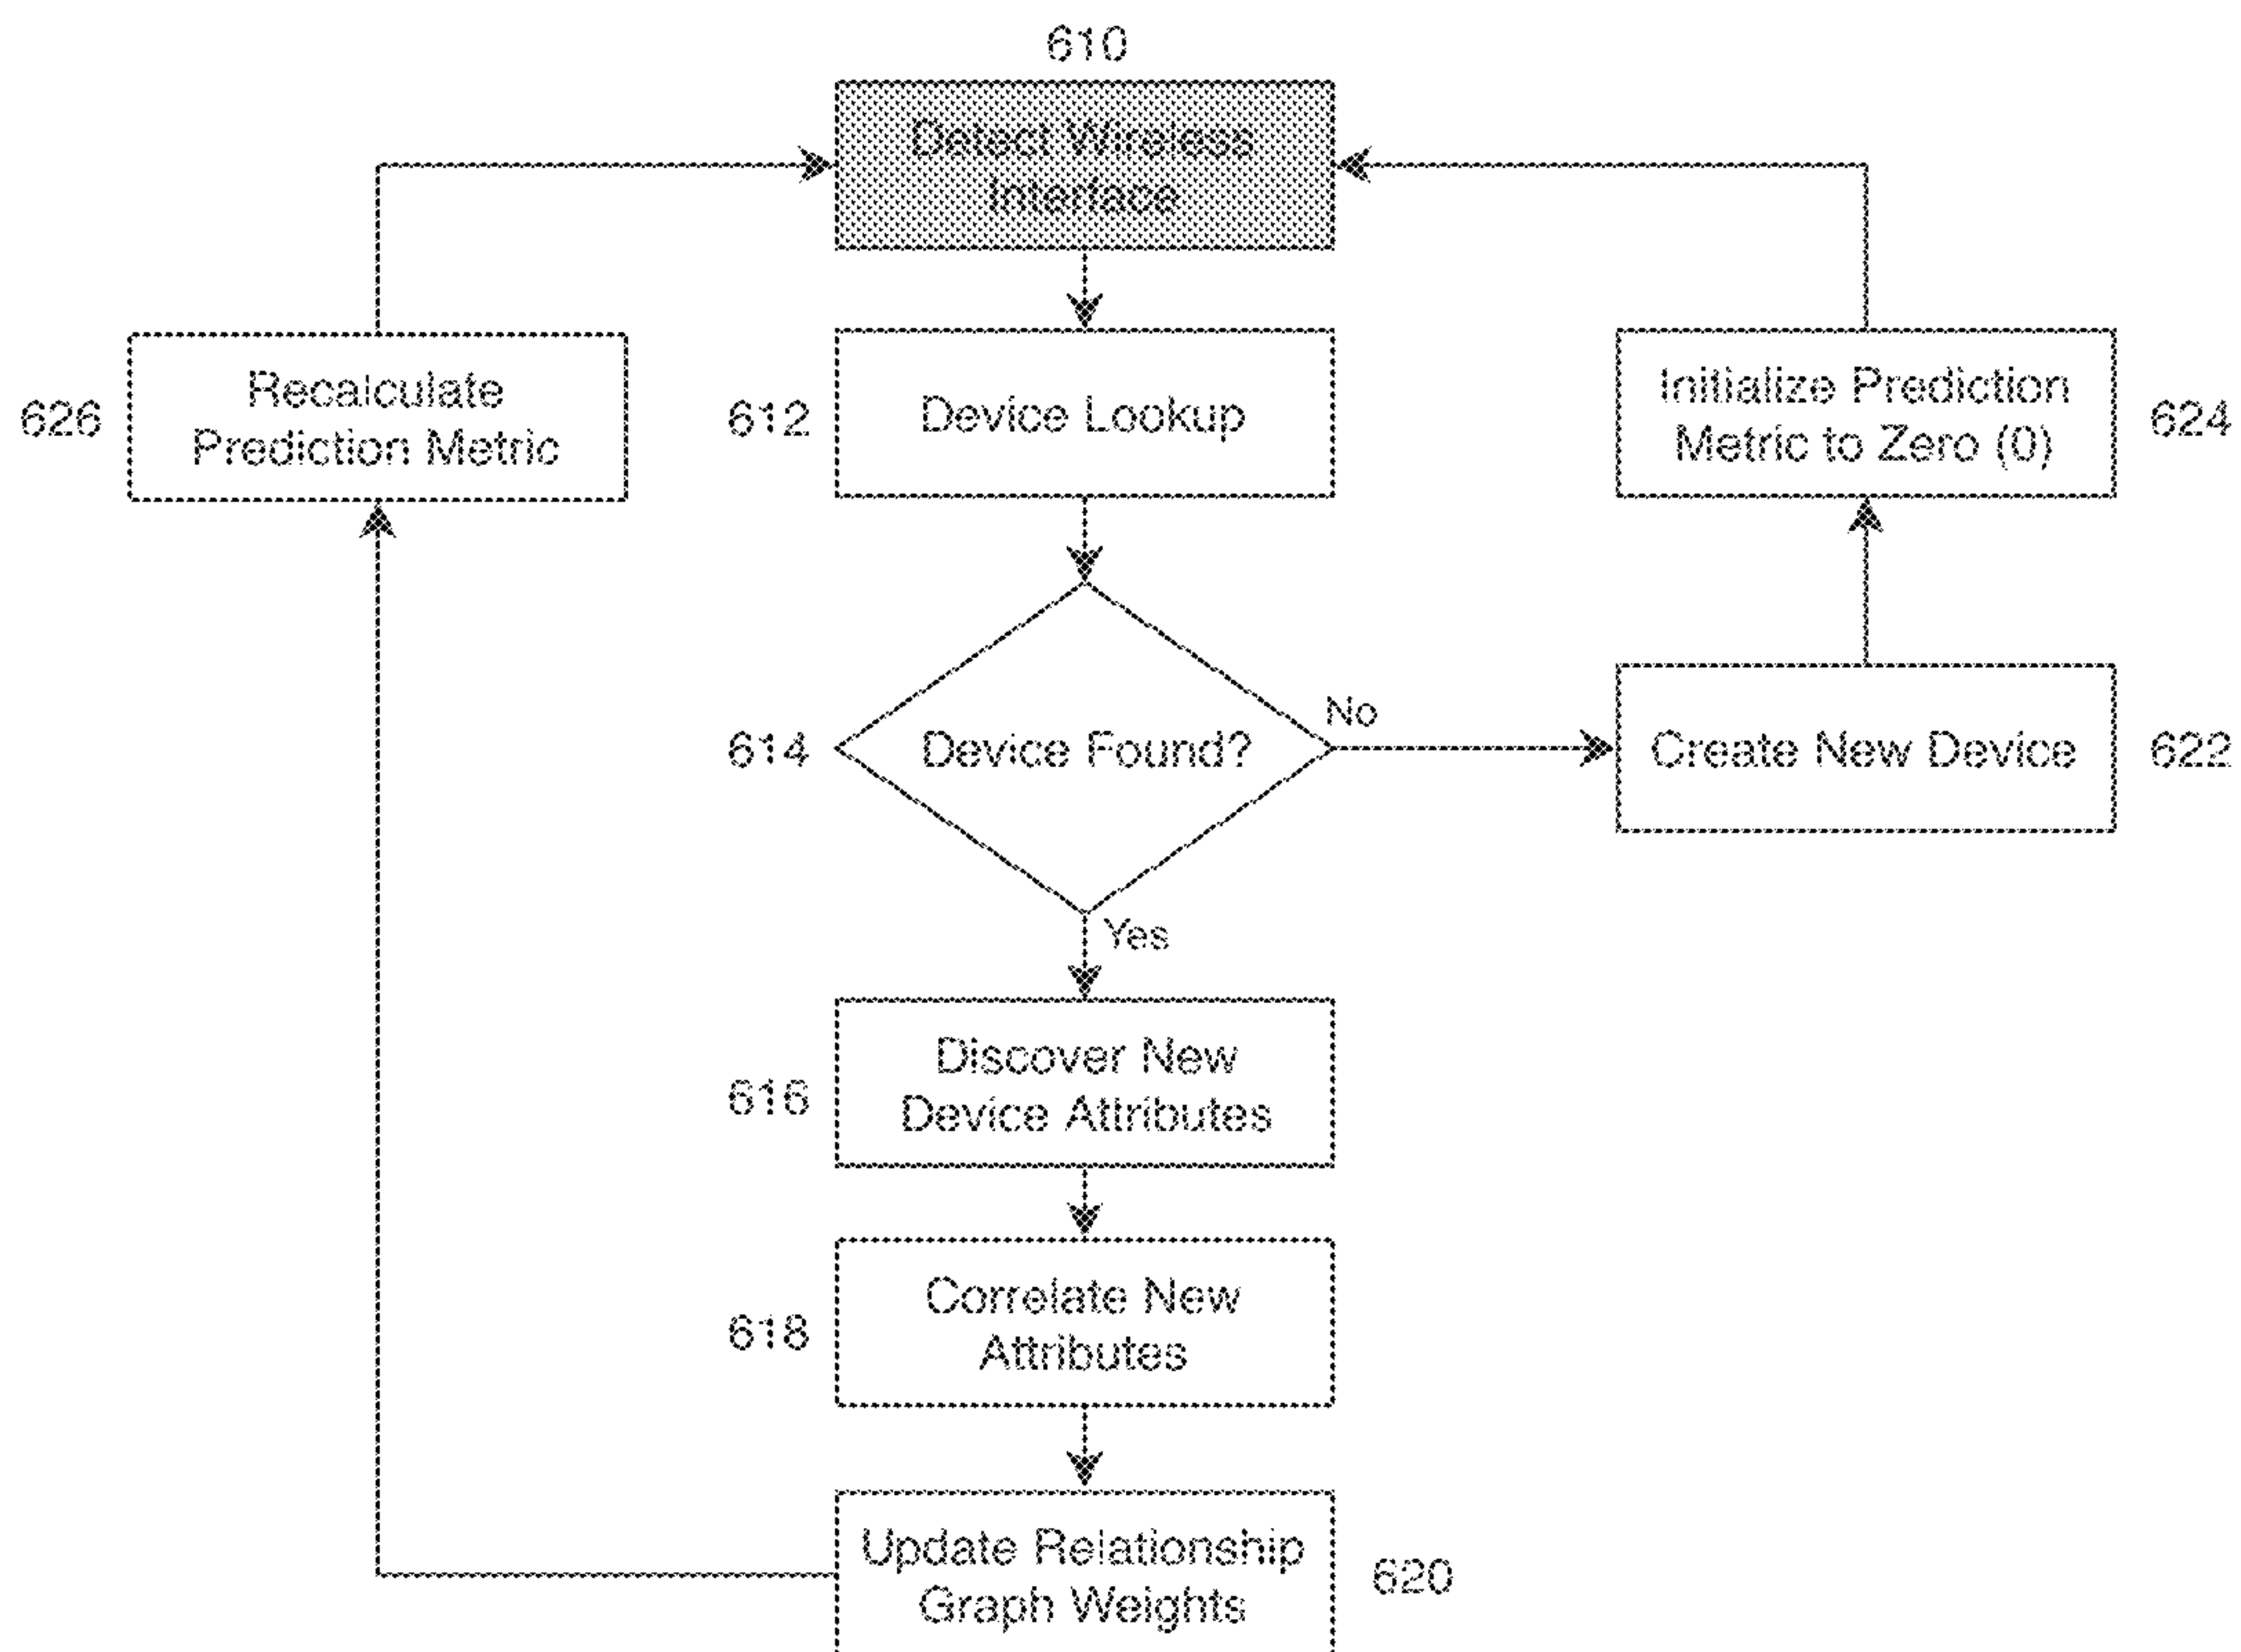 610
Detect Wireless
Interface
626
Recalculate
Prediction Metric
612
Device Lookup
Initialize Prediction
Metric to Zero (0)
624
614
Device Found?
No
Create New Device
622
Yes
616
Discover New
Device Attributes
618
Correlate New
Attributes
Update Relationship
Graph Weights
620